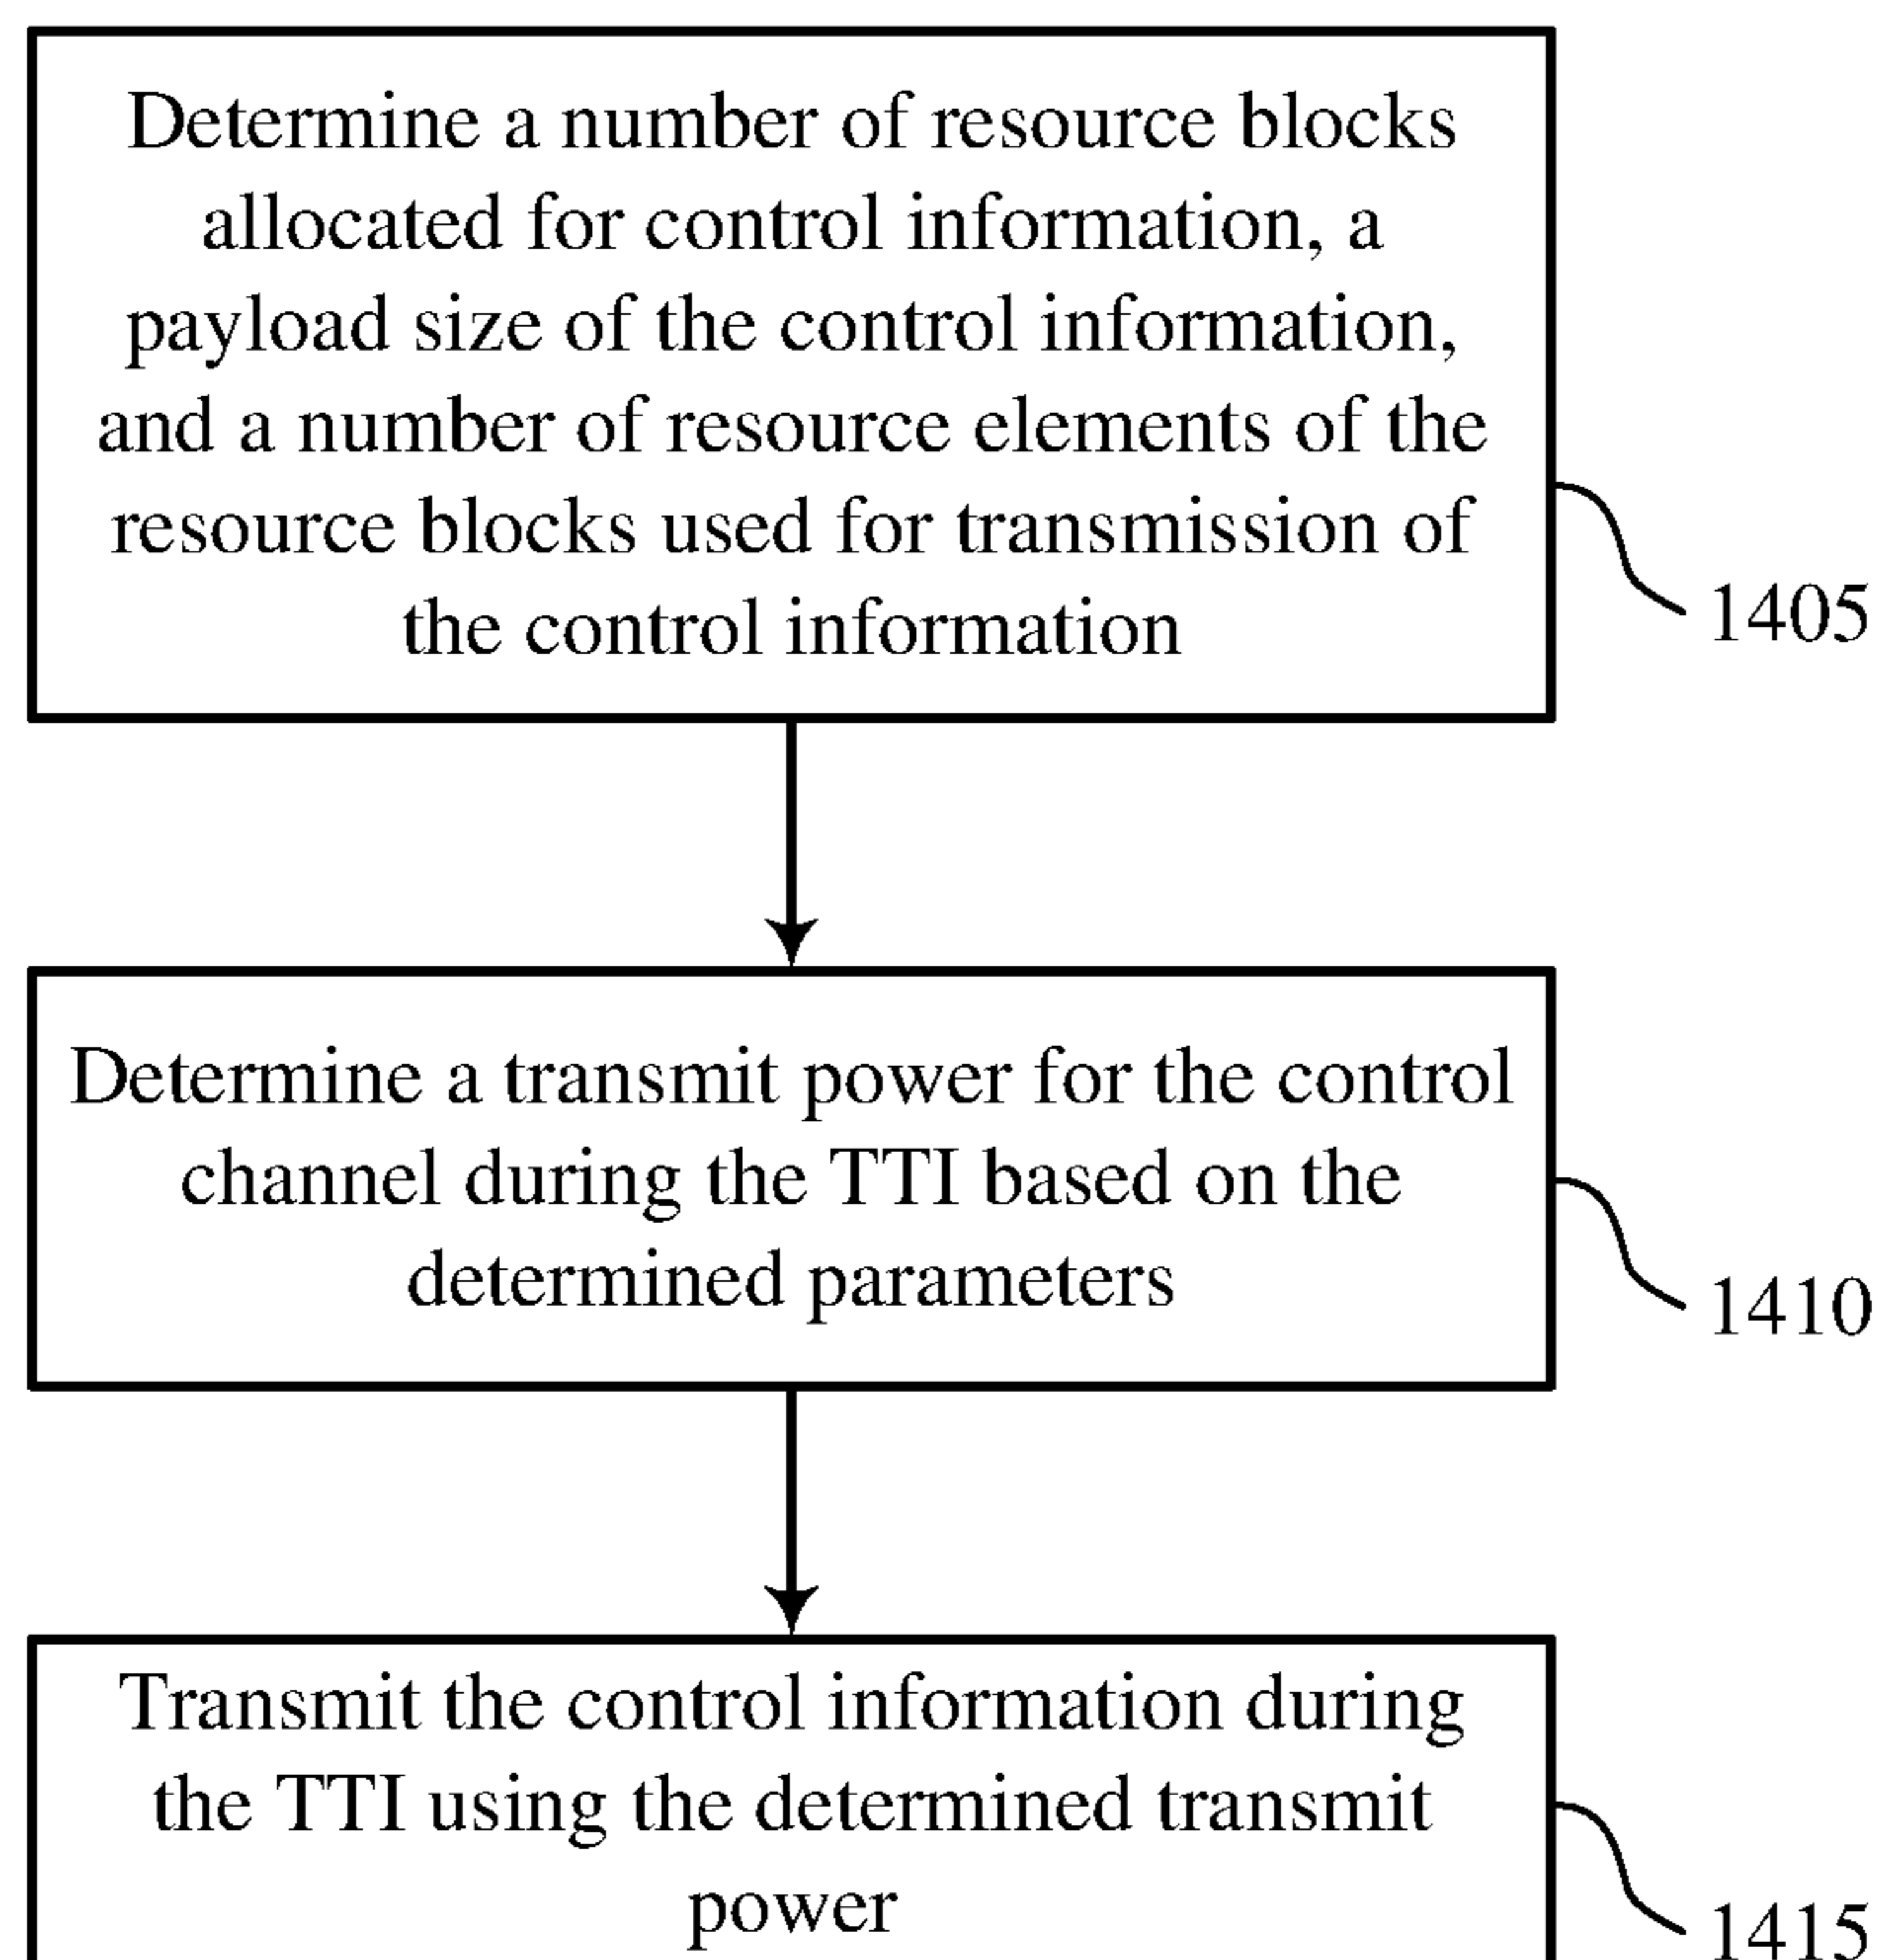 Determine a number of resource blocks
allocated for control information, a
payload size of the control information,
and a number of resource elements of the
resource blocks used for transmission of
the control information
1405
Determine a transmit power for the control
channel during the TTI based on the
determined parameters
1410
Transmit the control information during
the TTI using the determined transmit
power
1415